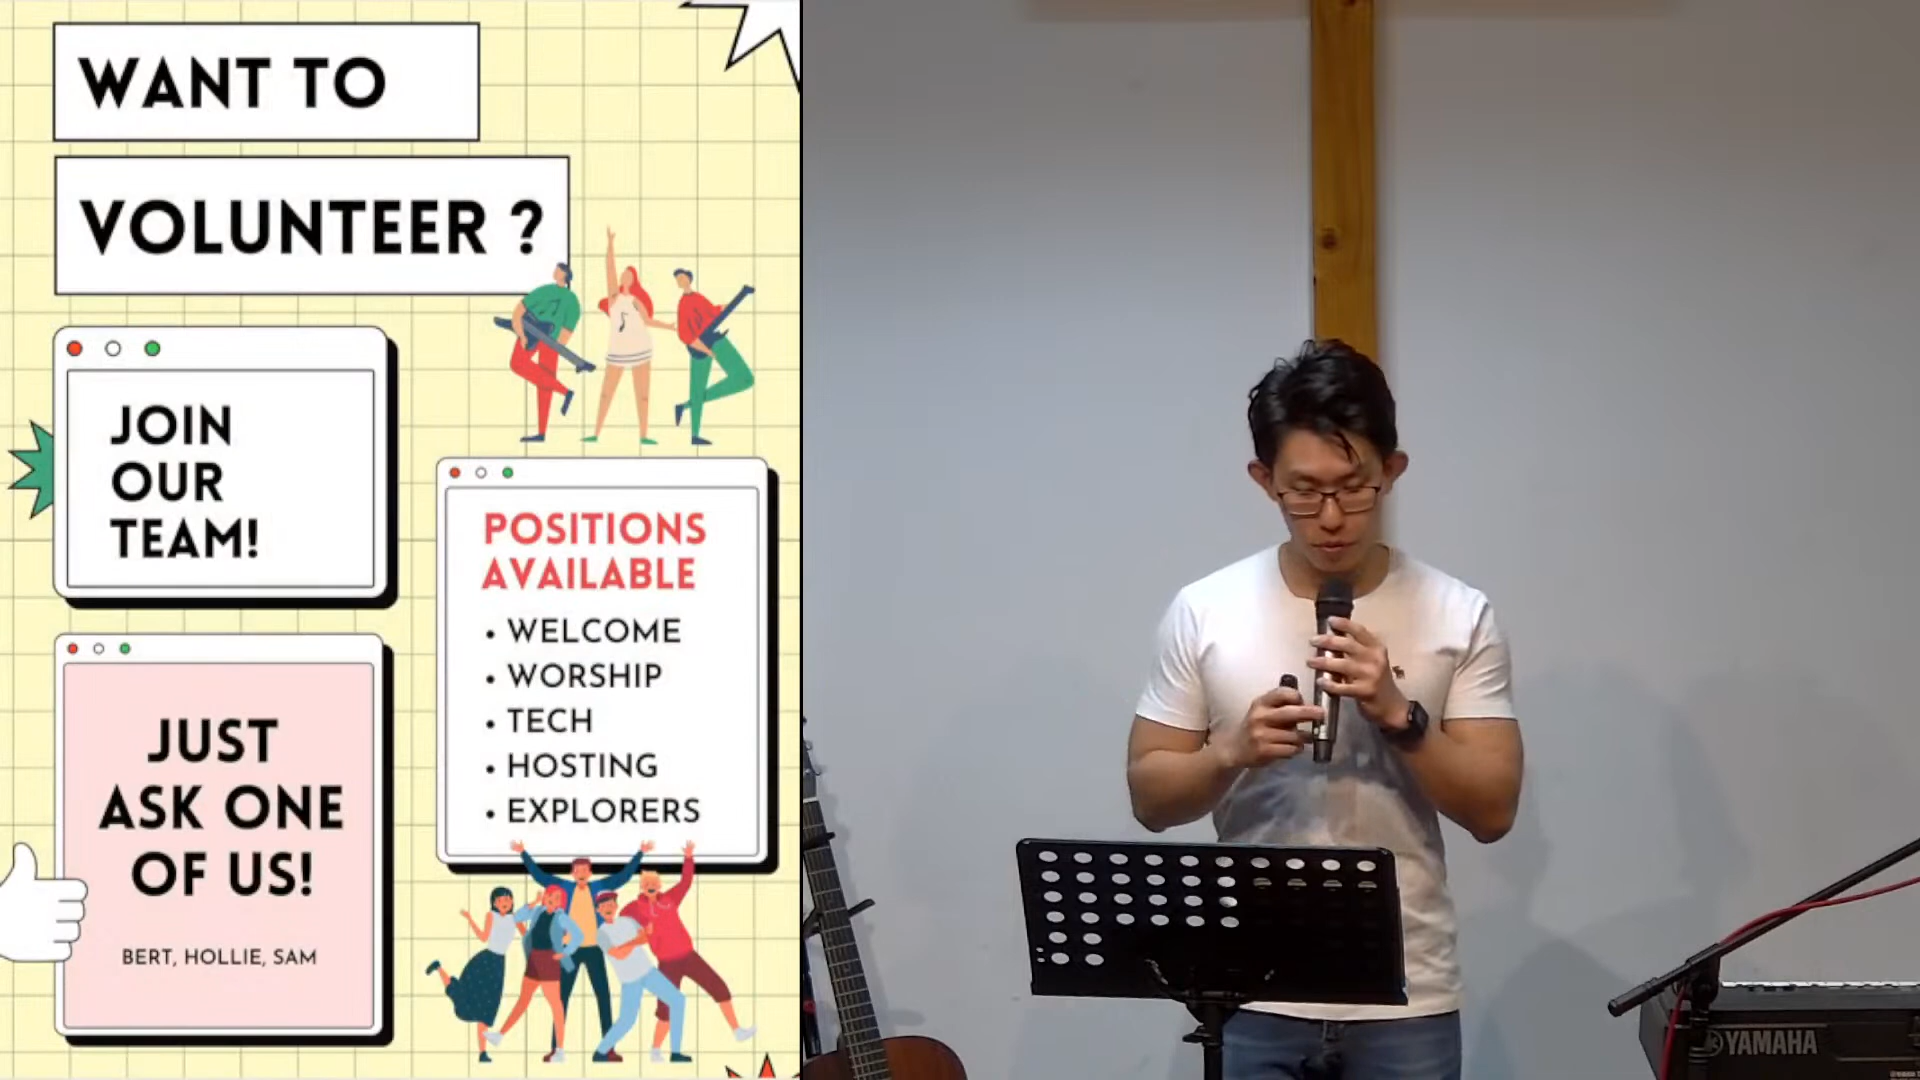 WANT TO
VOLUNTEER ?
JOIN
OUR
TEAM!
POSITIONS
AVAILABLE
• WELCOME
• WORSHIP
• TECH
• HOSTING
• EXPLORERS
JUST
ASK ONE
OF US!
BERT, HOLLIE, SAM
YAMAHA